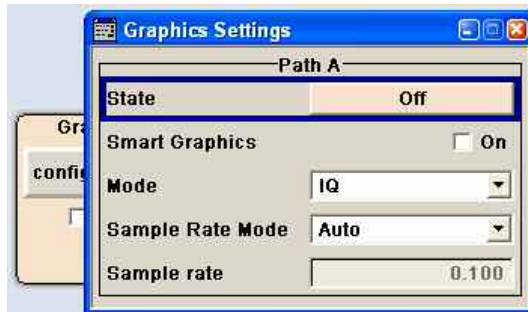 Graphics Settings
Path A
State Off
Smart Graphics On
Mode IQ
Sample Rate Mode Auto
Sample rate 0.100